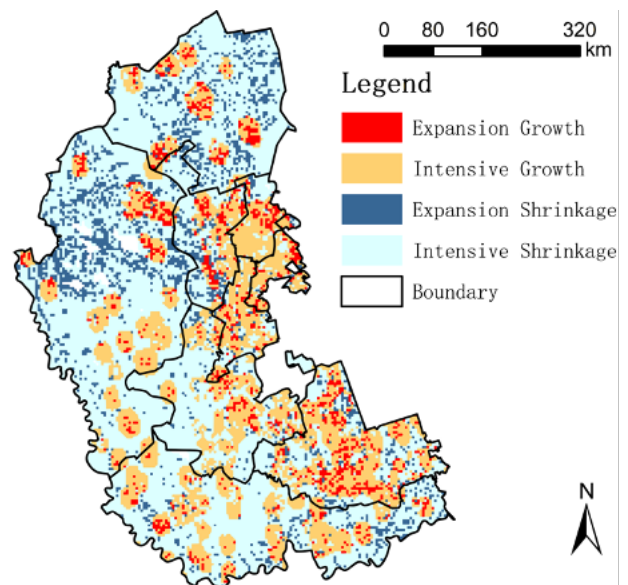 0 80 160 320
km
Legend
Expansion Growth
Intensive Growth
Expansion Shrinkage
Intensive Shrinkage
Boundary
N